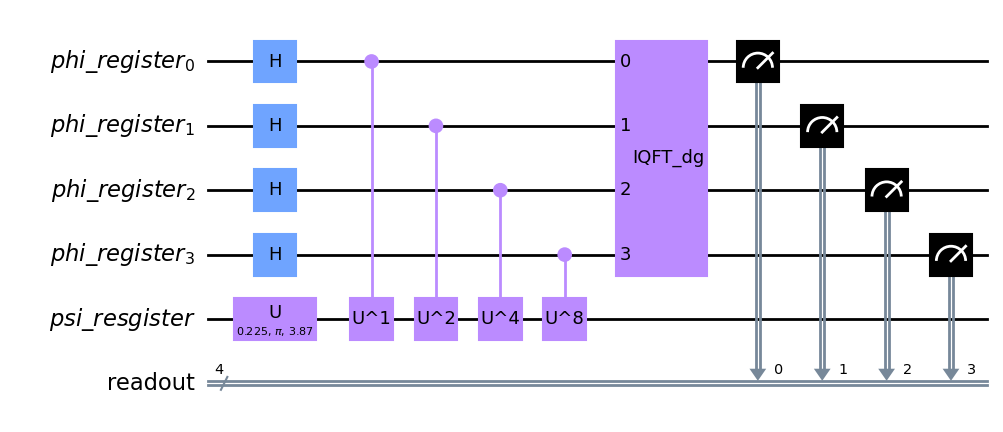 phi_register0 H 0
phi_register1 H 1
IQFT_dg
phi_register2 H 2
phi_register3 H 3
psi_resgister U U^1 U^2 U^4 U^8
0.225, π, 3.87
readout 4 0 1 2 3